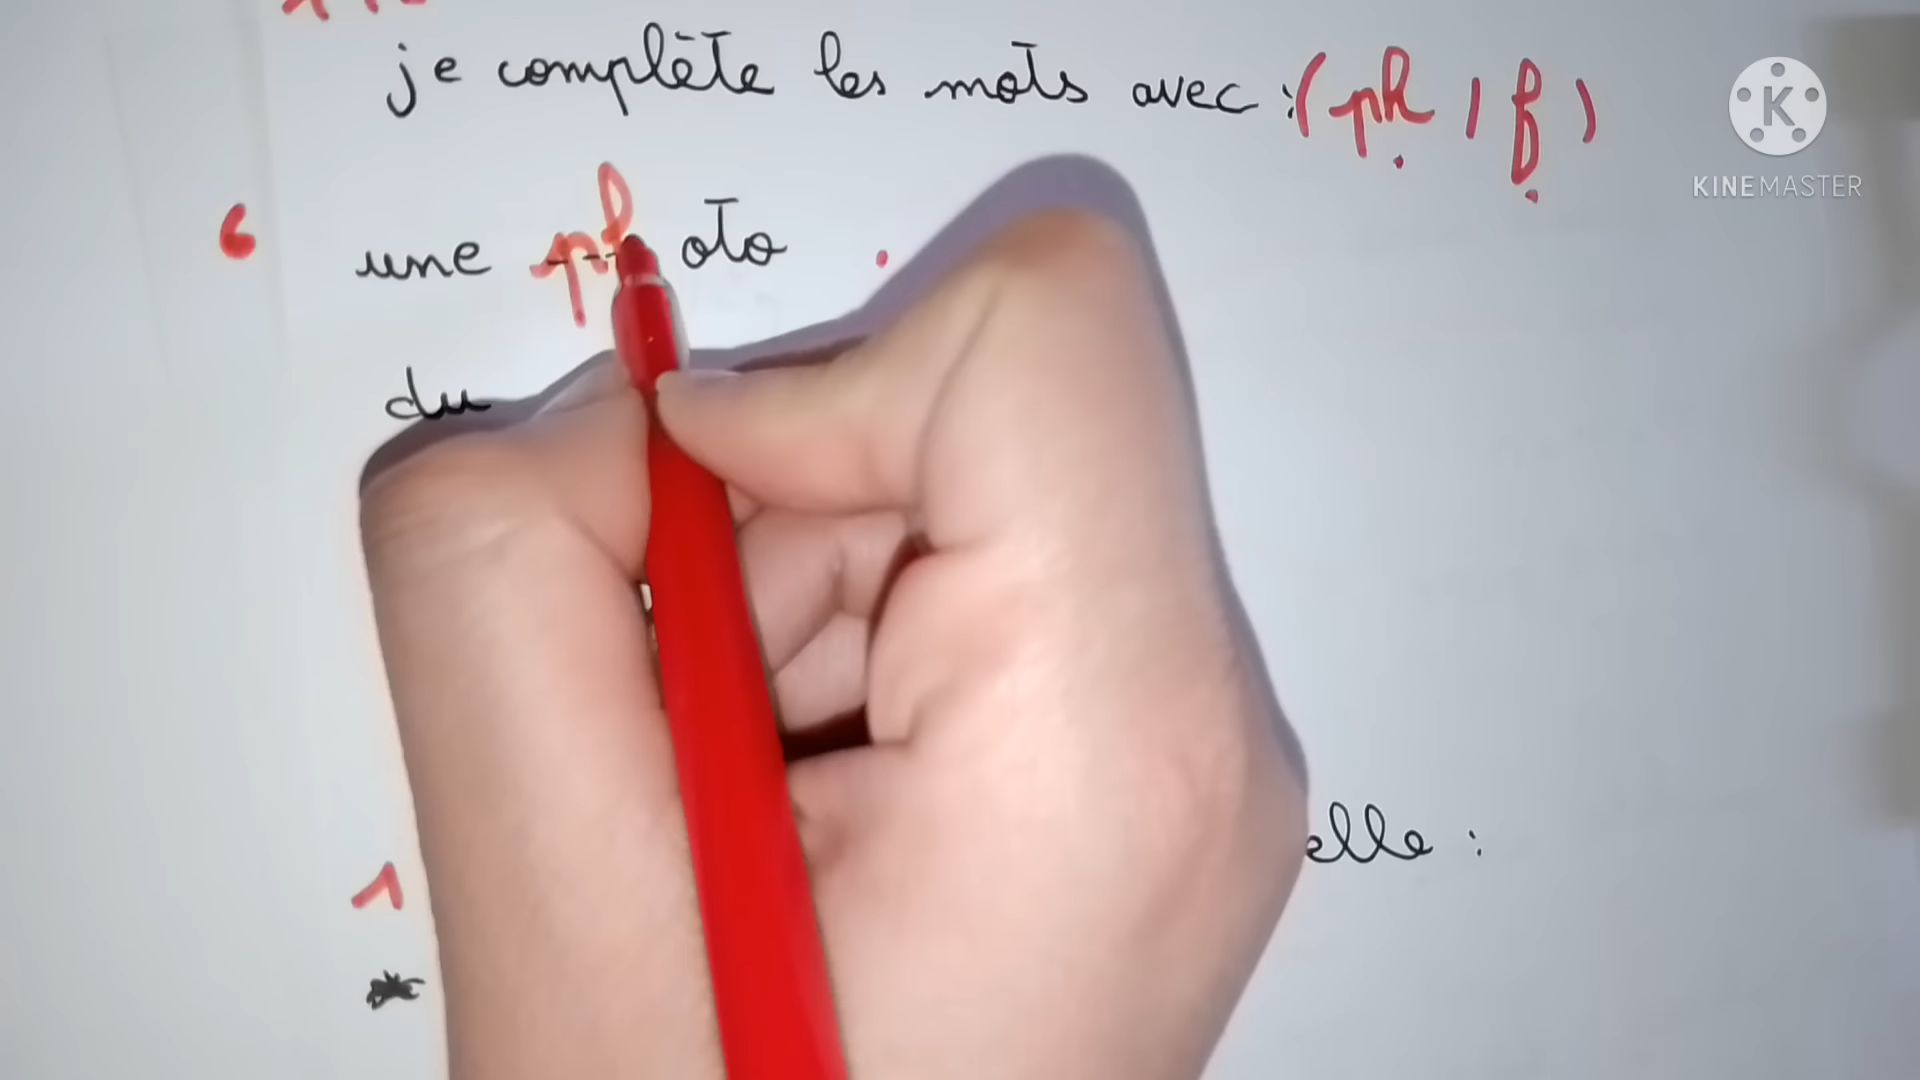 je complète les mots avec : ( ph / f )
K
KINEMASTER
6 une ph oto .
du
elle :
1